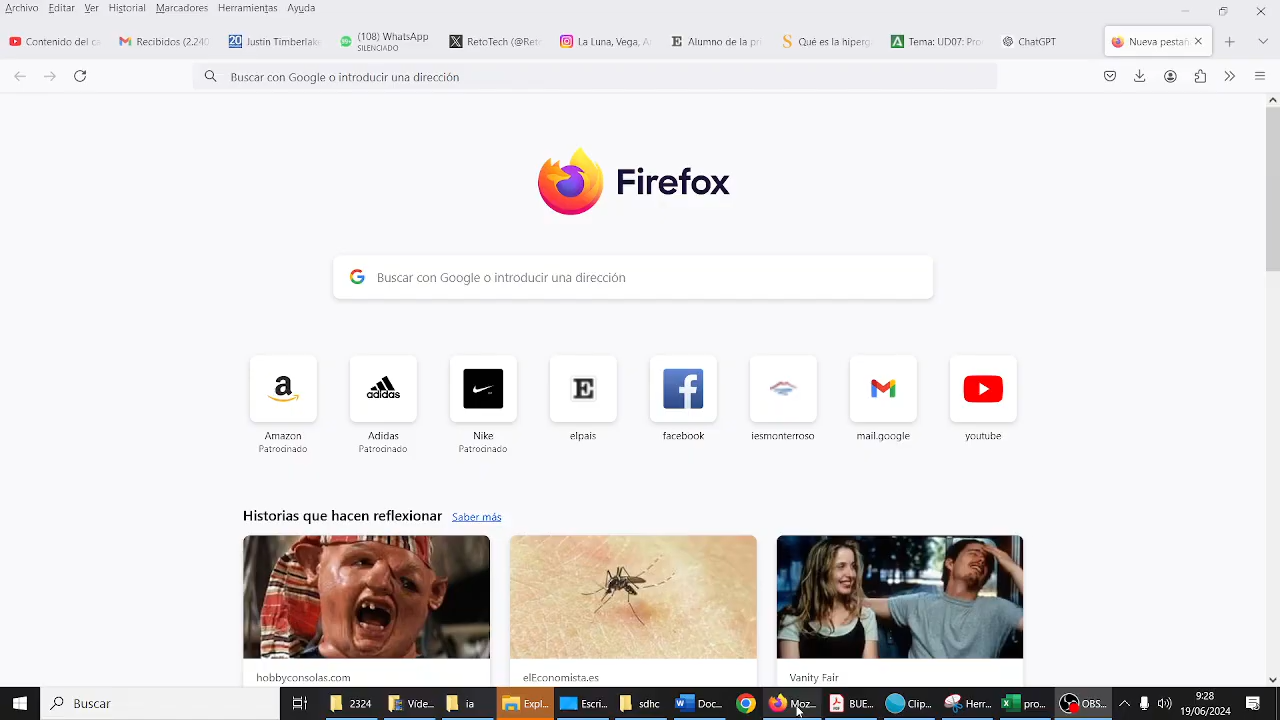 Archivo Editar Ver Historial Marcadores Herramientas Ayuda
Contenido del ca
Recibidos (2.240
20 Justin Timberlake
(108) WhatsApp
SILENCIADO
RetoTech (@Ret
La Luna, Vega, A
E Alumno de la pr
S Qué es la hiperg
A Tema: UD07: Pro
ChatGPT
Nueva pestañ
Buscar con Google o introducir una dirección
Firefox
Buscar con Google o introducir una dirección
Amazon
Patrocinado
Adidas
Patrocinado
Nike
Patrocinado
elpais
facebook
iesmonterroso
mail.google
youtube
Historias que hacen reflexionar Saber más
hobbyconsolas.com
elEconomista.es
Vanity Fair
Buscar
2324
Víde...
ia
Expl...
Escri...
sdhc
Doc...
Moz...
BUE...
Clip...
Herr...
pro...
OBS...
9:28
19/06/2024